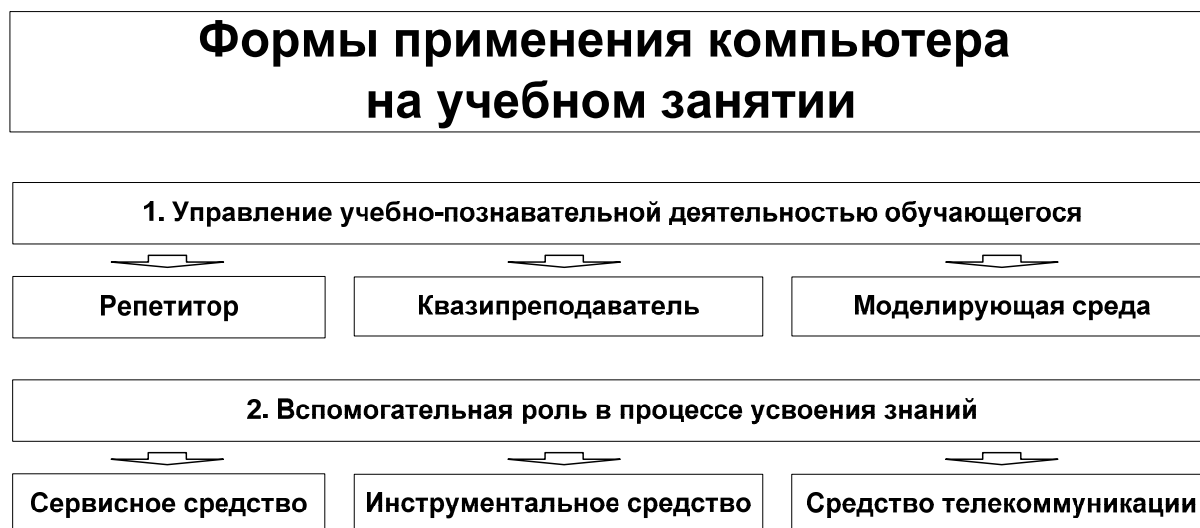 Формы применения компьютера
на учебном занятии
1. Управление учебно-познавательной деятельностью обучающегося
Репетитор
Квазипреподаватель
Моделирующая среда
2. Вспомогательная роль в процессе усвоения знаний
Сервисное средство
Инструментальное средство
Средство телекоммуникации